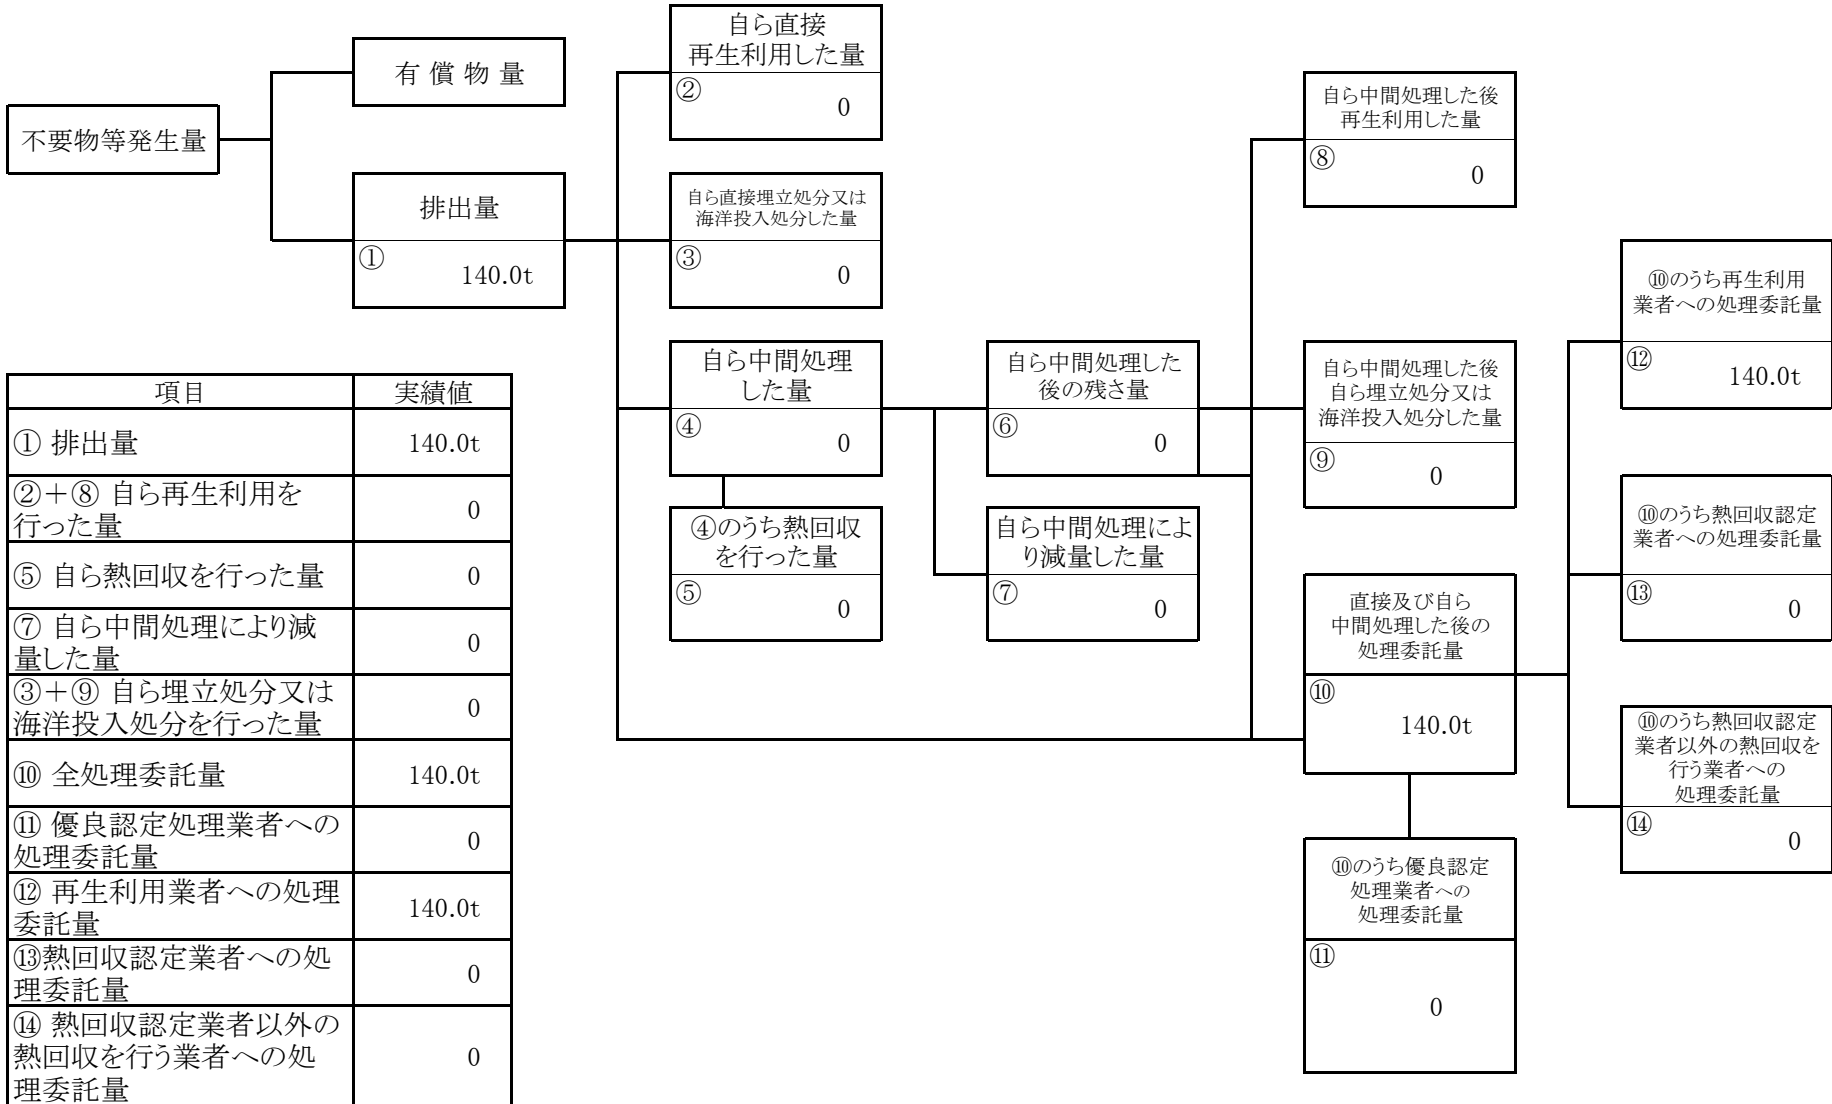 自ら直接
再生利用した量
②
0
有償物量
不要物等発生量
排出量
①
140.0t
自ら直接埋立処分又は
海洋投入処分した量
③
0
自ら中間処理した後
再生利用した量
⑧
0
自ら中間処理
した量
④
0
自ら中間処理した
後の残さ量
⑥
0
自ら中間処理した後
自ら埋立処分又は
海洋投入処分した量
⑨
0
⑩のうち再生利用
業者への処理委託量
⑫
140.0t
④のうち熱回収
を行った量
⑤
0
自ら中間処理によ
り減量した量
⑦
0
直接及び自ら
中間処理した後の
処理委託量
⑩
140.0t
⑩のうち熱回収認定
業者への処理委託量
⑬
0
⑩のうち熱回収認定
業者以外の熱回収を
行う業者への
処理委託量
⑭
0
⑩のうち優良認定
処理業者への
処理委託量
⑪
0
項目 実績値
① 排出量 140.0t
②+⑧ 自ら再生利用を
行った量 0
⑤ 自ら熱回収を行った量 0
⑦ 自ら中間処理により減
量した量 0
③+⑨ 自ら埋立処分又は
海洋投入処分を行った量 0
⑩ 全処理委託量 140.0t
⑪ 優良認定処理業者への
処理委託量 0
⑫ 再生利用業者への処理
委託量 140.0t
⑬熱回収認定業者への処
理委託量 0
⑭ 熱回収認定業者以外の
熱回収を行う業者への処
理委託量 0